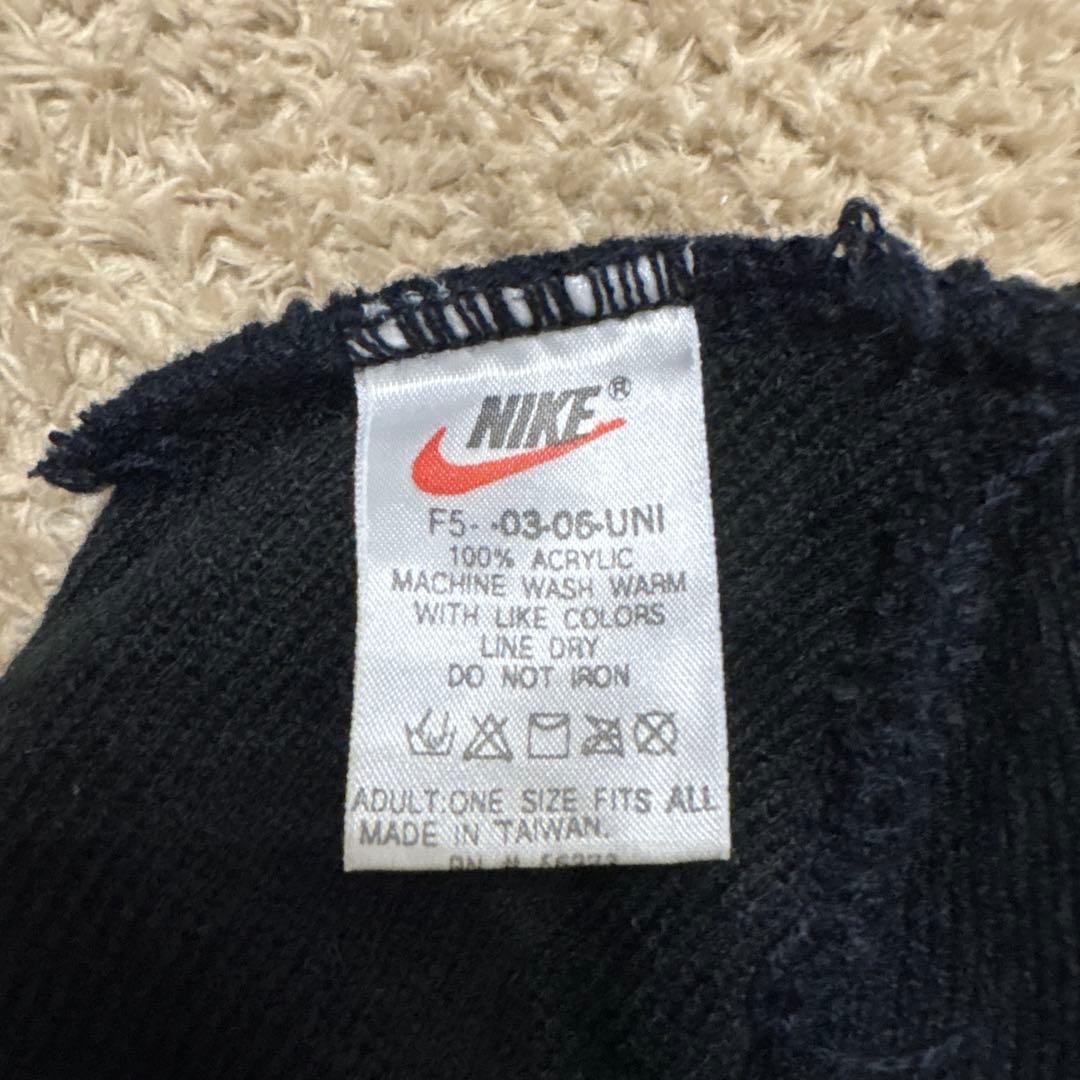 NIKE®
F5- -03-06-UNI
100% ACRYLIC
MACHINE WASH WARM
WITH LIKE COLORS
LINE DRY
DO NOT IRON
ADULT:ONE SIZE FITS ALL
MADE IN TAIWAN.
RN #